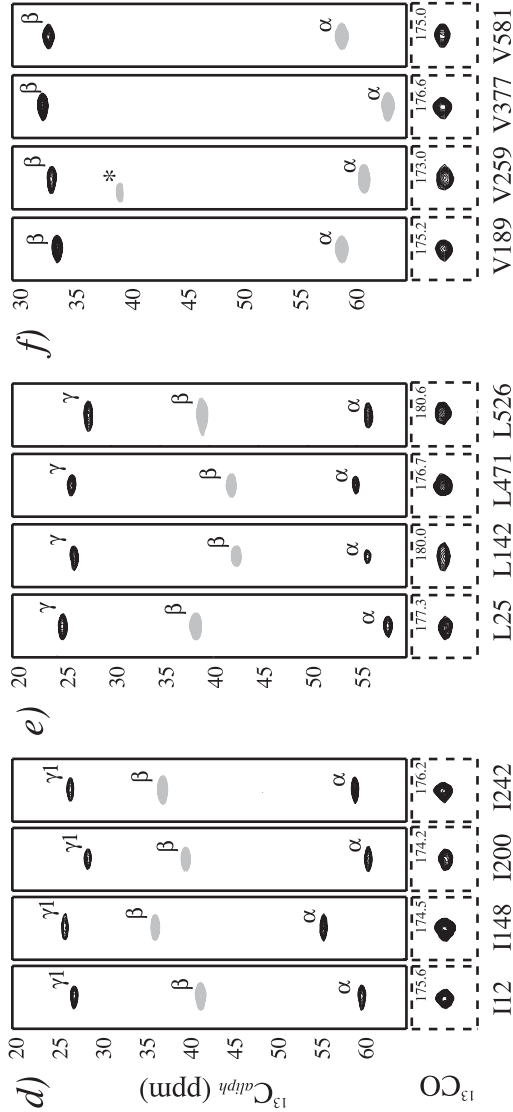 d)
20
25
30
35
40
45
50
55
60
¹³C_aliph (ppm)
¹³CO
γ1
β
α
175.6
I12
γ1
β
α
174.5
I148
γ1
β
α
174.2
I200
γ1
β
α
176.2
I242
e)
20
25
30
35
40
45
50
55
γ
β
α
177.3
L25
γ
β
α
180.0
L142
γ
β
α
176.7
L471
γ
β
α
180.6
L526
f)
30
35
40
45
50
55
60
β
α
175.2
V189
β
*
α
173.0
V259
β
α
176.6
V377
β
α
175.0
V581